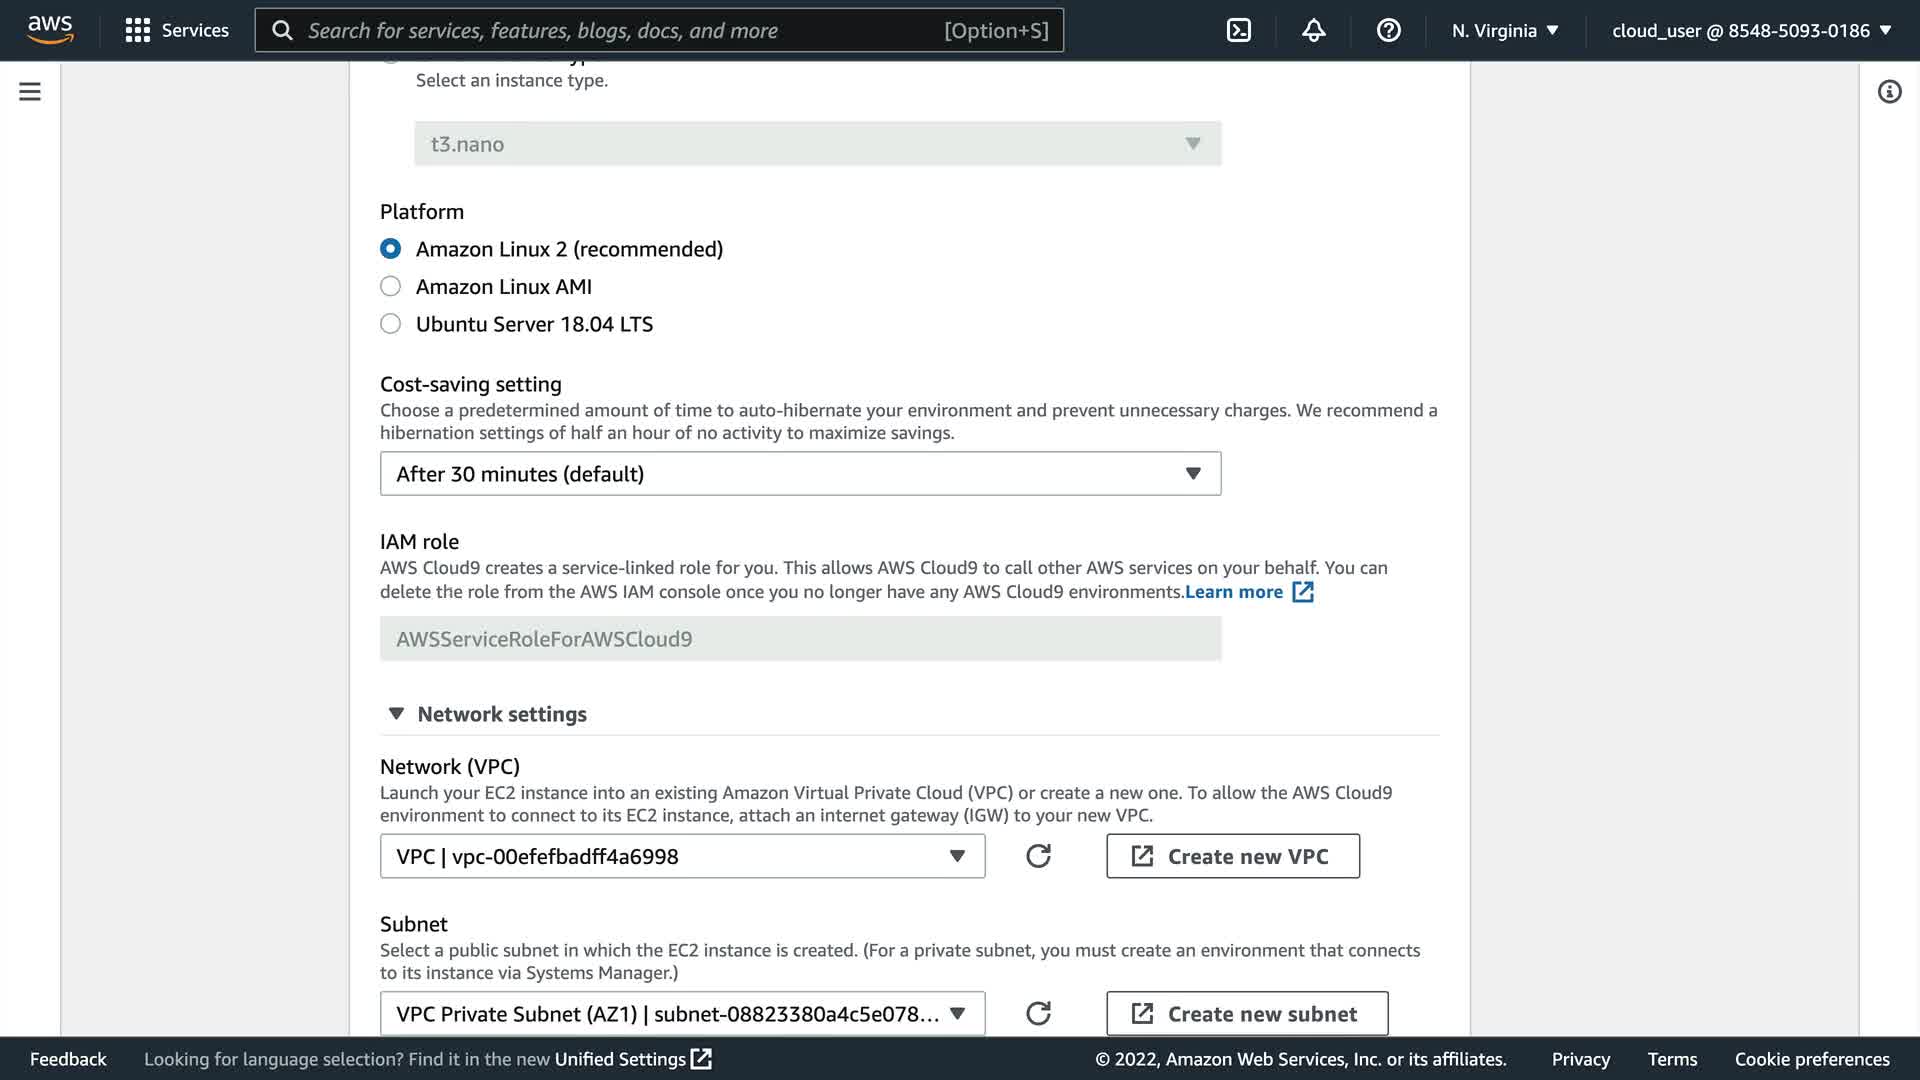 aws
Services
Search for services, features, blogs, docs, and more
[Option+S]
N. Virginia
cloud_user @ 8548-5093-0186
Select an instance type.
t3.nano
Platform
Amazon Linux 2 (recommended)
Amazon Linux AMI
Ubuntu Server 18.04 LTS
Cost-saving setting
Choose a predetermined amount of time to auto-hibernate your environment and prevent unnecessary charges. We recommend a
hibernation settings of half an hour of no activity to maximize savings.
After 30 minutes (default)
IAM role
AWS Cloud9 creates a service-linked role for you. This allows AWS Cloud9 to call other AWS services on your behalf. You can
delete the role from the AWS IAM console once you no longer have any AWS Cloud9 environments.Learn more
AWSServiceRoleForAWSCloud9
Network settings
Network (VPC)
Launch your EC2 instance into an existing Amazon Virtual Private Cloud (VPC) or create a new one. To allow the AWS Cloud9
environment to connect to its EC2 instance, attach an internet gateway (IGW) to your new VPC.
VPC | vpc-00efefbadff4a6998
Create new VPC
Subnet
Select a public subnet in which the EC2 instance is created. (For a private subnet, you must create an environment that connects
to its instance via Systems Manager.)
VPC Private Subnet (AZ1) | subnet-08823380a4c5e078...
Create new subnet
Feedback
Looking for language selection? Find it in the new Unified Settings
© 2022, Amazon Web Services, Inc. or its affiliates.
Privacy
Terms
Cookie preferences